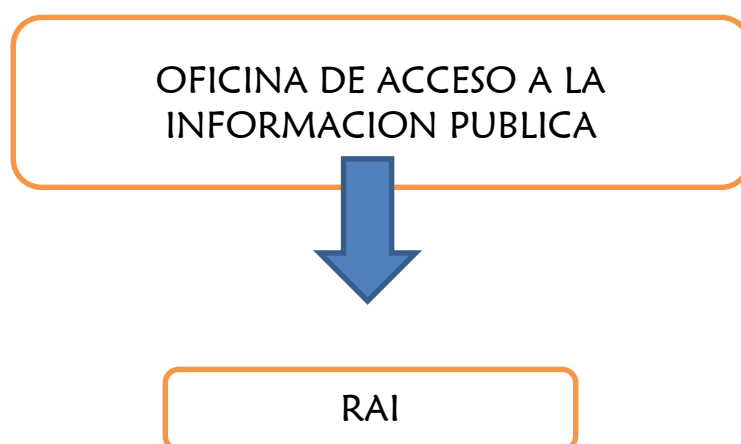 OFICINA DE ACCESO A LA
INFORMACION PUBLICA
RAI